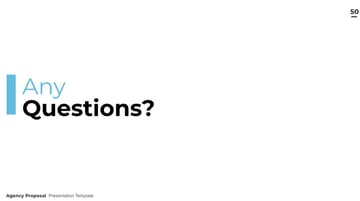 50
Any
Questions?
Agency Proposal Presentation Template